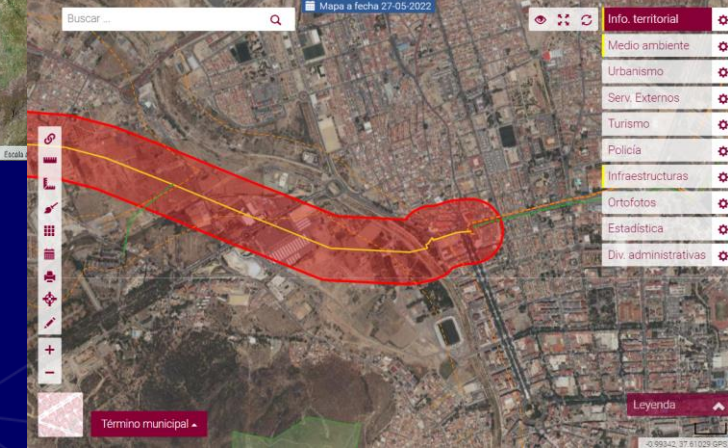 Mapa a fecha 27-05-2022
Buscar ...
Info. territorial
Medio ambiente
Urbanismo
Serv. Externos
Turismo
Policía
Infraestructuras
Ortofotos
Estadística
Div. administrativas
Escala
Término municipal
Leyenda
-0.99342, 37.61029